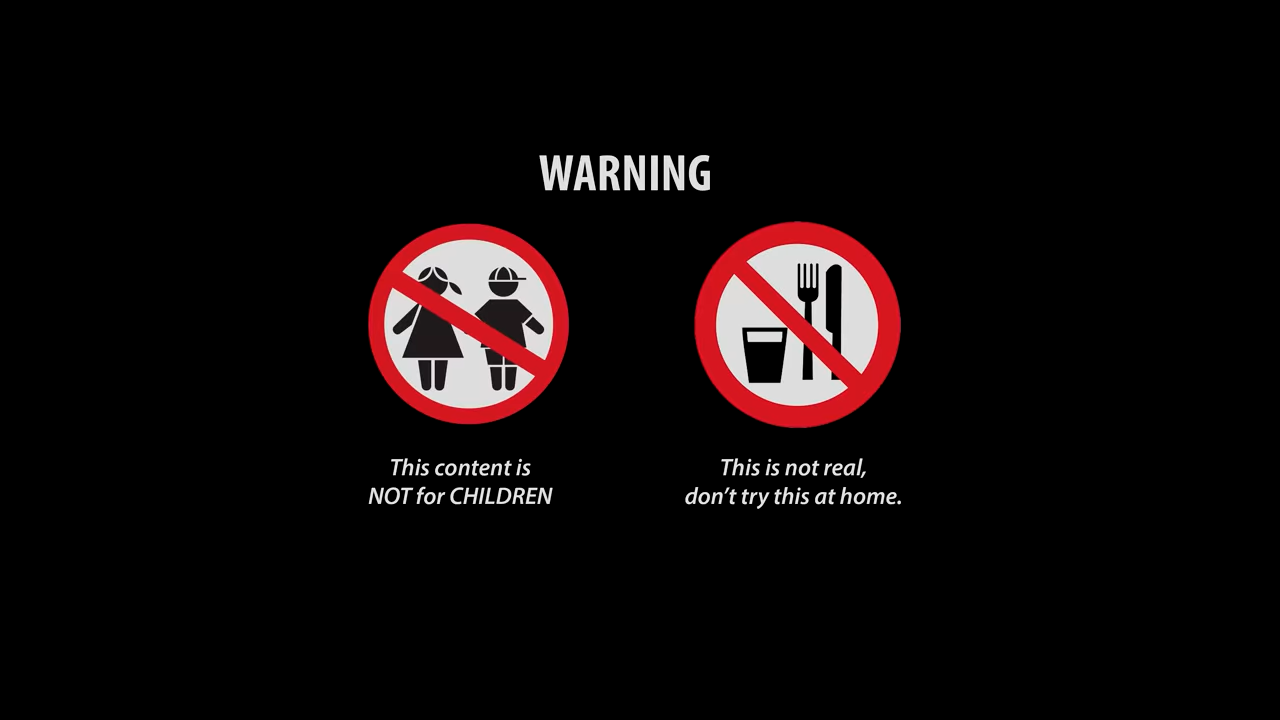 WARNING
This content is
NOT for CHILDREN
This is not real,
don’t try this at home.